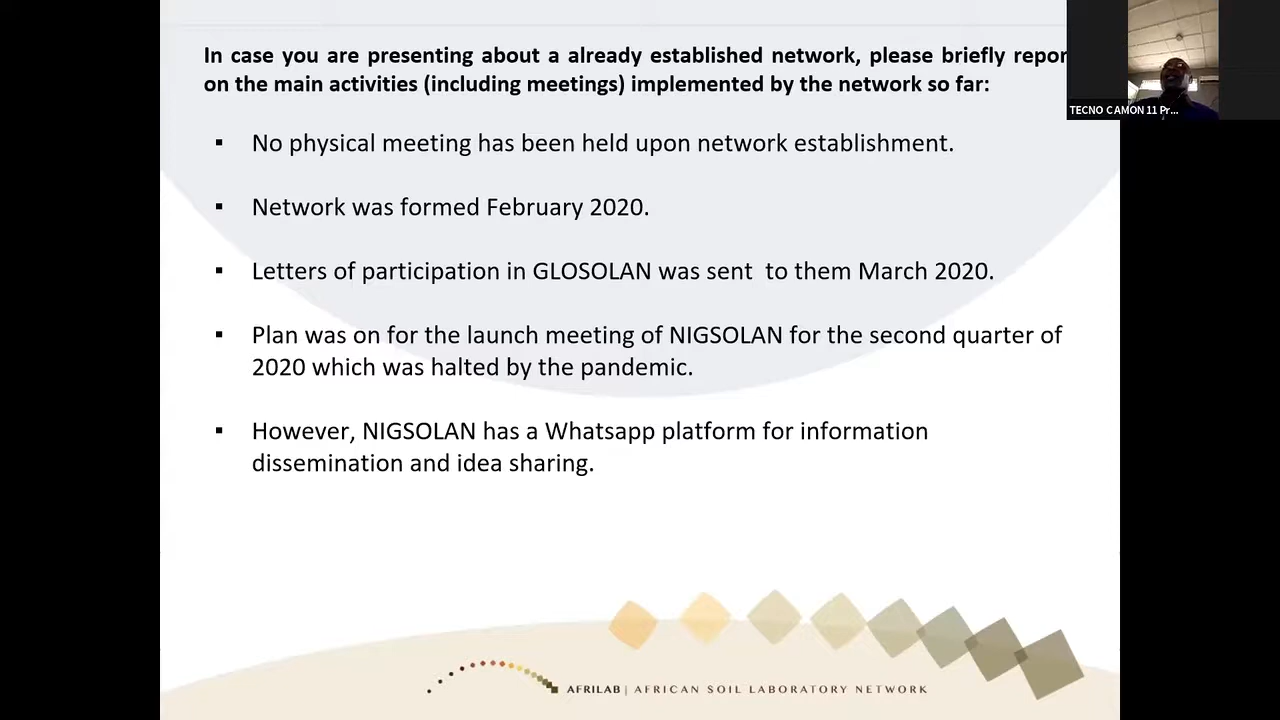 In case you are presenting about a already established network, please briefly repor
on the main activities (including meetings) implemented by the network so far:
▪ No physical meeting has been held upon network establishment.
▪ Network was formed February 2020.
▪ Letters of participation in GLOSOLAN was sent  to them March 2020.
▪ Plan was on for the launch meeting of NIGSOLAN for the second quarter of
2020 which was halted by the pandemic.
▪ However, NIGSOLAN has a Whatsapp platform for information
dissemination and idea sharing.
TECNO CAMON 11 Pr...
AFRILAB | AFRICAN SOIL LABORATORY NETWORK